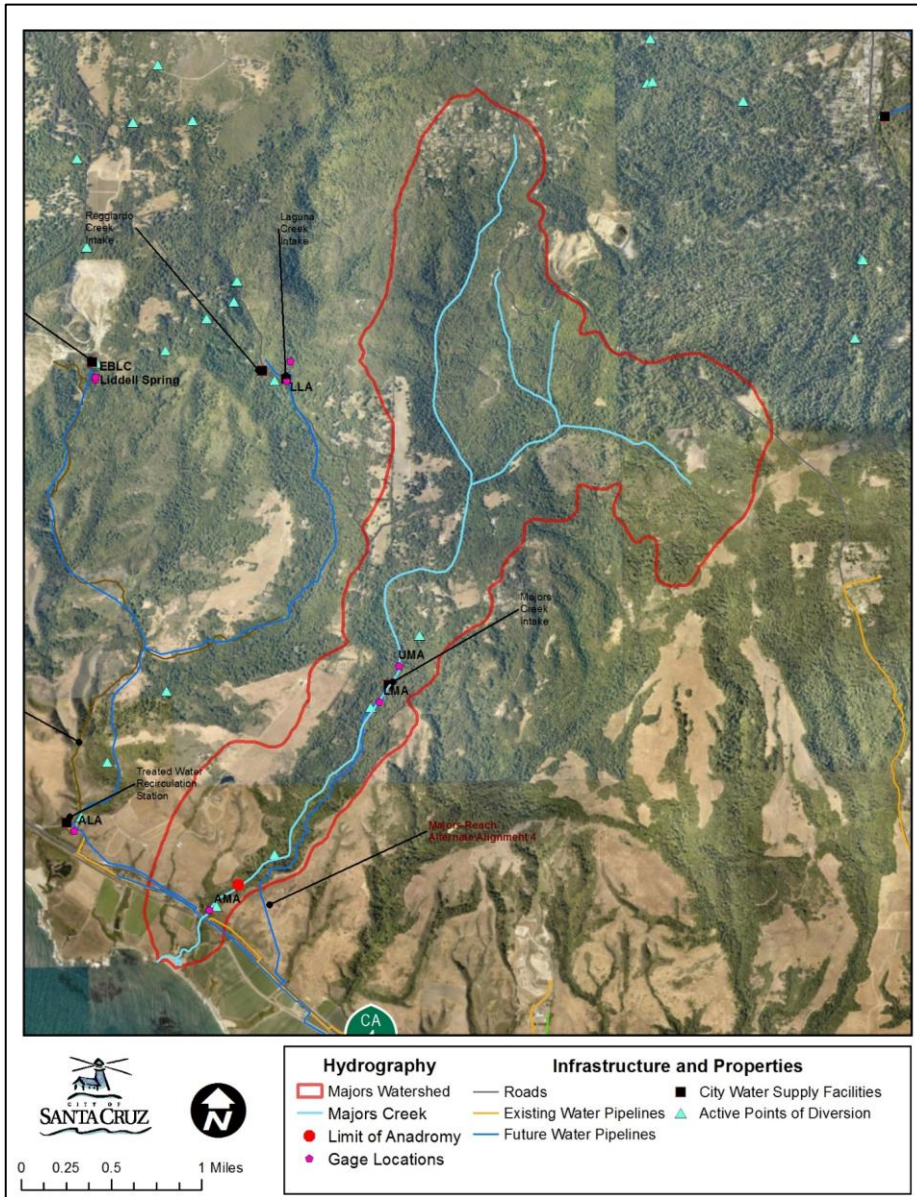 Reggiardo
Creek
Intake
Laguna
Creek
Intake
EBLC
Liddell Spring
LLA
Majors
Creek
Intake
UMA
LMA
Treated Water
Recirculation
Station
ALA
Majors Reach
Alternate Alignment 4
AMA
CA
CITY OF
SANTA CRUZ
N
0 0.25 0.5 1 Miles
Hydrography
Majors Watershed
Majors Creek
Limit of Anadromy
Gage Locations
Infrastructure and Properties
Roads
Existing Water Pipelines
Future Water Pipelines
City Water Supply Facilities
Active Points of Diversion